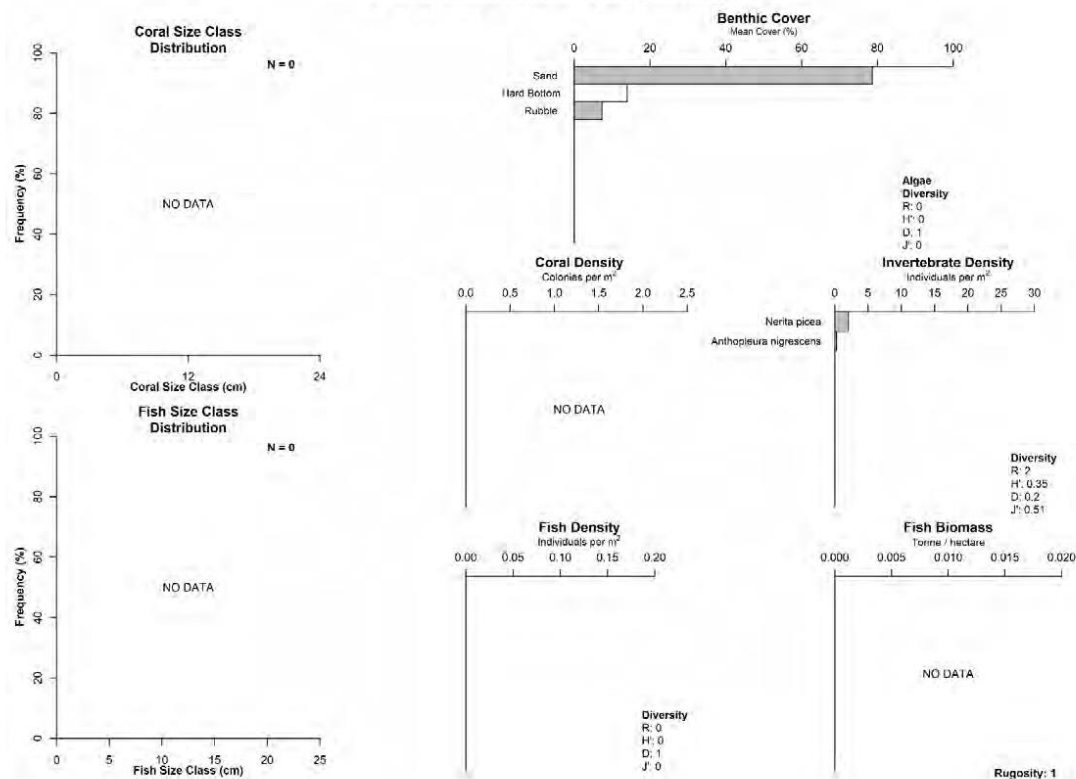 Coral Size Class
Distribution
N = 0
Frequency (%)
0 20 40 60 80 100
NO DATA
0 12 24
Coral Size Class (cm)
Benthic Cover
Mean Cover (%)
0 20 40 60 80 100
Sand
Hard Bottom
Rubble
Algae
Diversity
R: 0
H': 0
D: 1
J': 0
Coral Density
Colonies per m²
0.0 0.5 1.0 1.5 2.0 2.5
NO DATA
Invertebrate Density
Individuals per m²
0 5 10 15 20 25 30
Nerita picea
Anthopleura nigrescens
Diversity
R: 2
H': 0.35
D: 0.2
J': 0.51
Fish Size Class
Distribution
N = 0
Frequency (%)
0 20 40 60 80 100
NO DATA
0 5 10 15 20 25
Fish Size Class (cm)
Fish Density
Individuals per m²
0.00 0.05 0.10 0.15 0.20
Diversity
R: 0
H': 0
D: 1
J': 0
Fish Biomass
Tonne / hectare
0.000 0.005 0.010 0.015 0.020
NO DATA
Rugosity: 1